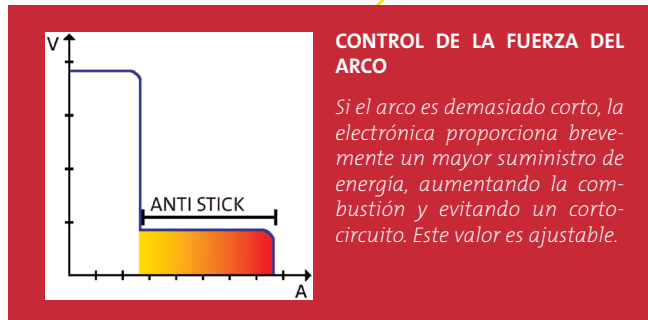 V
ANTI STICK
A
CONTROL DE LA FUERZA DEL
ARCO
Si el arco es demasiado corto, la
electrónica proporciona breve-
mente un mayor suministro de
energía, aumentando la com-
bustión y evitando un corto-
circuito. Este valor es ajustable.